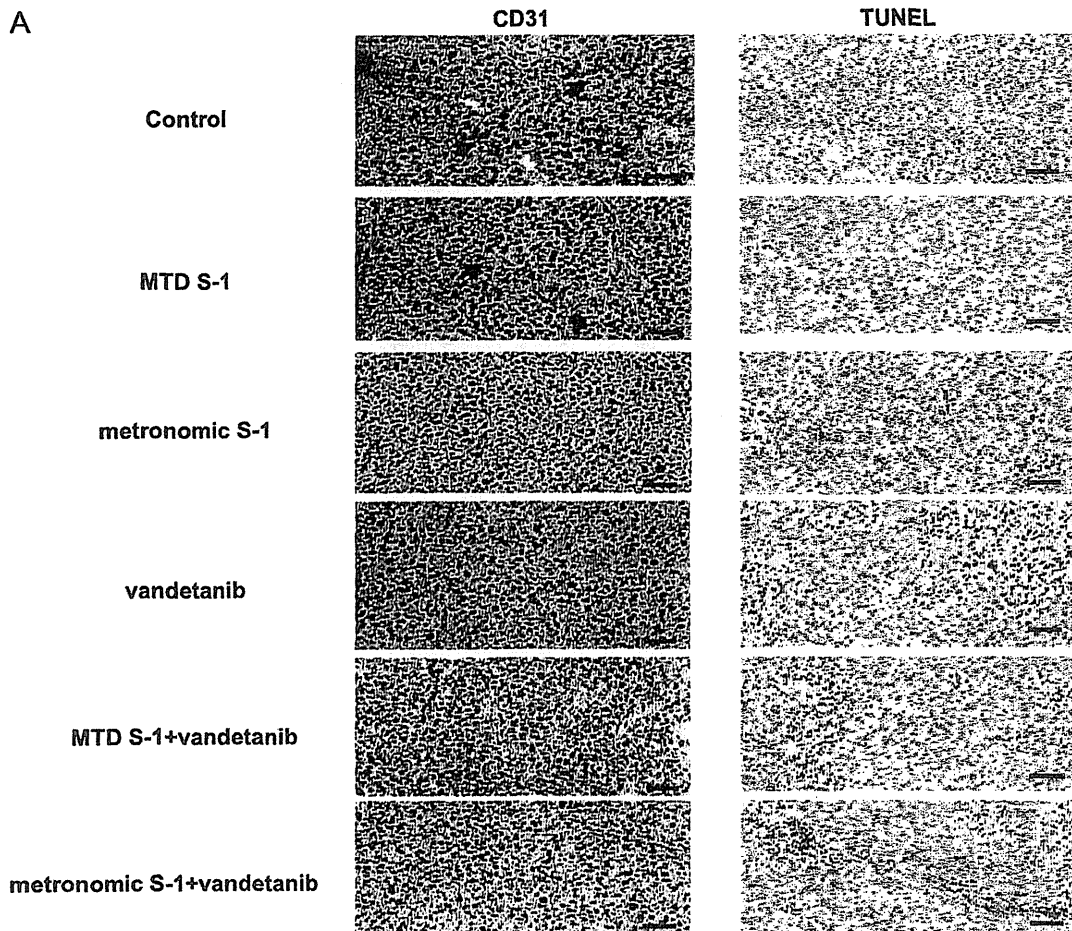 A
CD31 TUNEL
Control
MTD S-1
metronomic S-1
vandetanib
MTD S-1+vandetanib
metronomic S-1+vandetanib